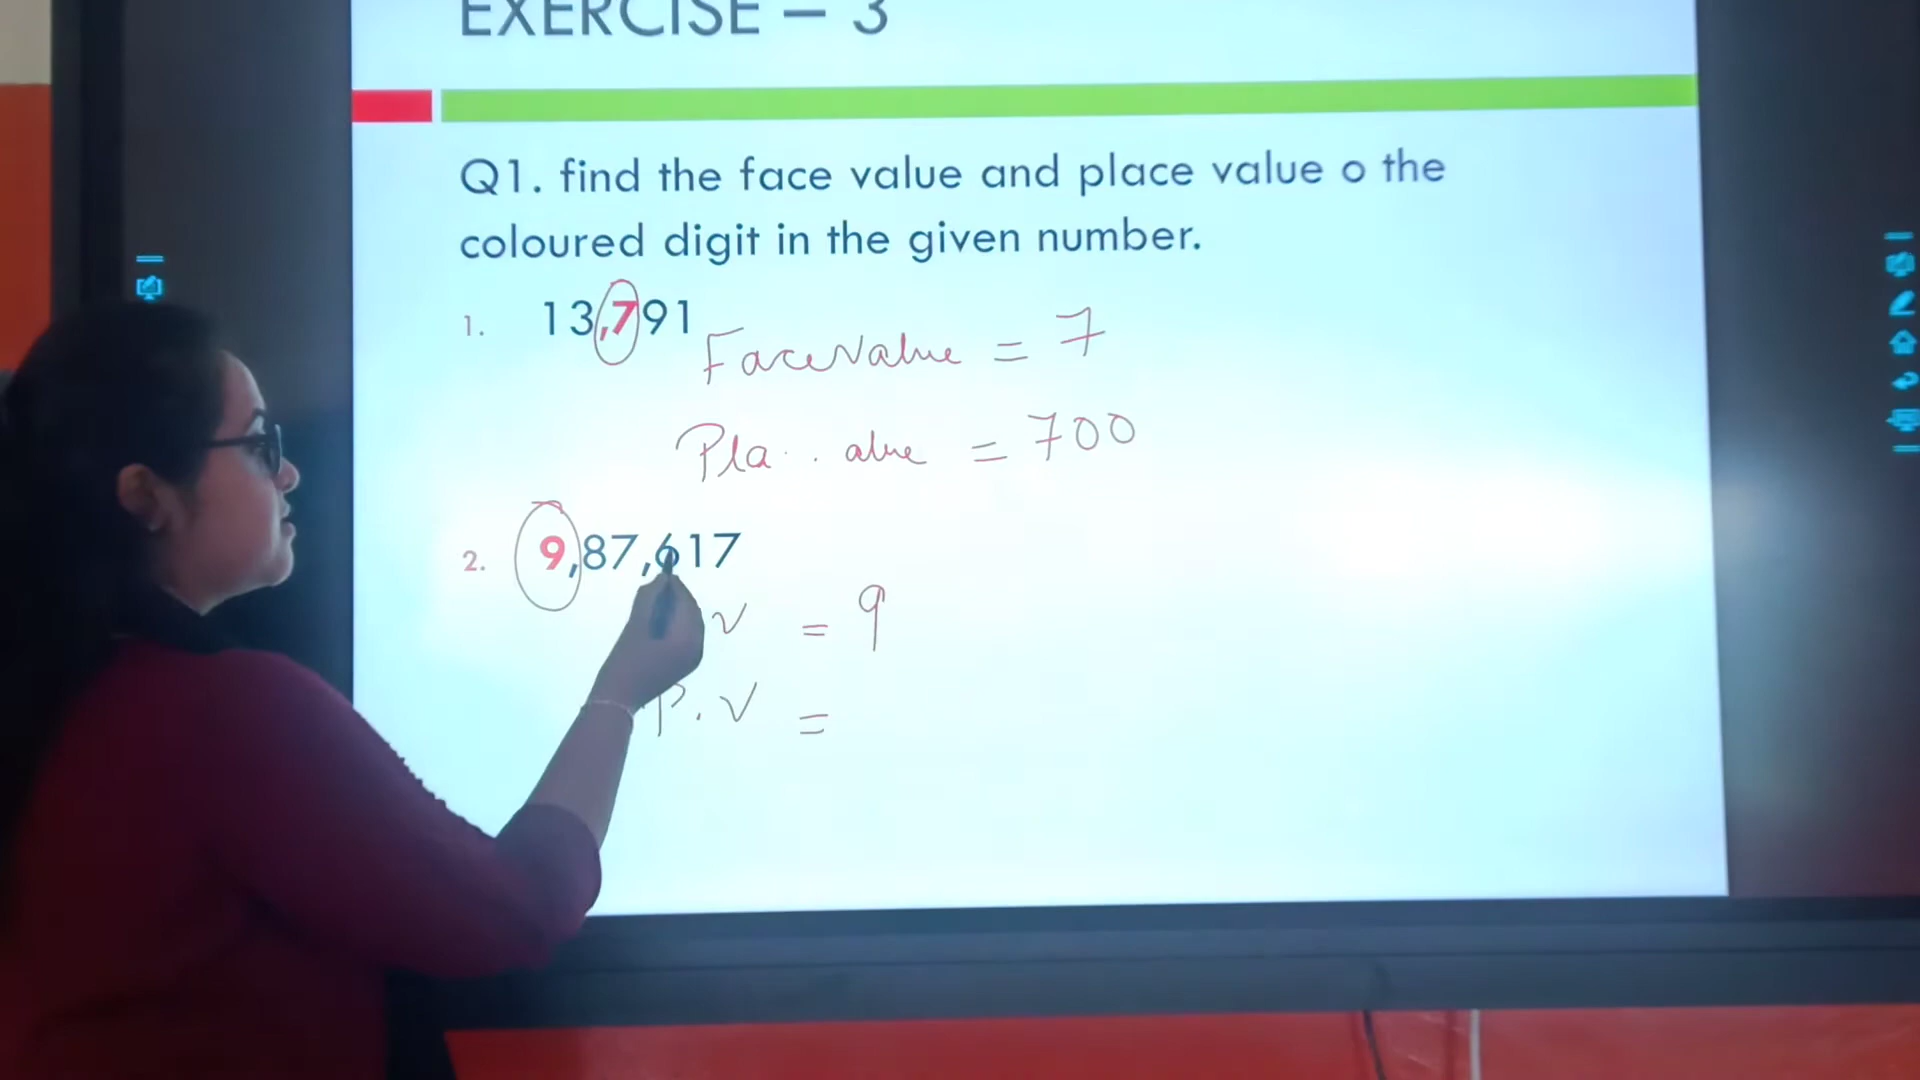 EXERCISE – 3
Q1. find the face value and place value o the
coloured digit in the given number.
1. 13,791
Face Value = 7
Pla . . alue = 700
2. 9,87,617
V = 9
P.V =